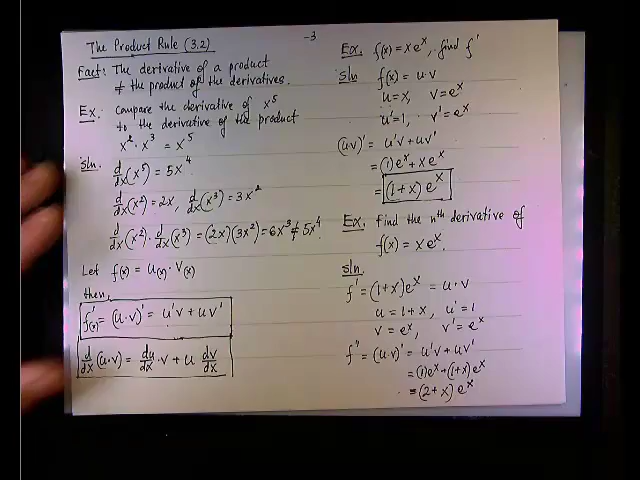 The Product Rule (3.2)
-3
Fact: The derivative of a product
≠ the product of the derivatives.
Ex: Compare the derivative of x^5
to the derivative of the product
x^2 · x^3 = x^5
Sln: d/dx (x^5) = 5x^4
d/dx (x^2) = 2x, d/dx (x^3) = 3x^2
d/dx (x^2) · d/dx (x^3) = (2x)(3x^2) = 6x^3 ≠ 5x^4
Let f(x) = u(x) · v(x)
then,
f'(x) = (u·v)' = u'v + uv'
d/dx (u·v) = du/dx · v + u dv/dx
Ex: f(x) = xe^x, find f'
Sln f(x) = u·v
u = x, v = e^x
u' = 1, v' = e^x
(uv)' = u'v + uv'
= (1)e^x + xe^x
= (1+x)e^x
Ex: Find the nth derivative of
f(x) = xe^x.
sln.
f' = (1+x)e^x = u·v
u = 1+x, u' = 1
v = e^x, v' = e^x
f'' = (u·v)' = u'v + uv'
= (1)e^x + (1+x)e^x
= (2+x)e^x